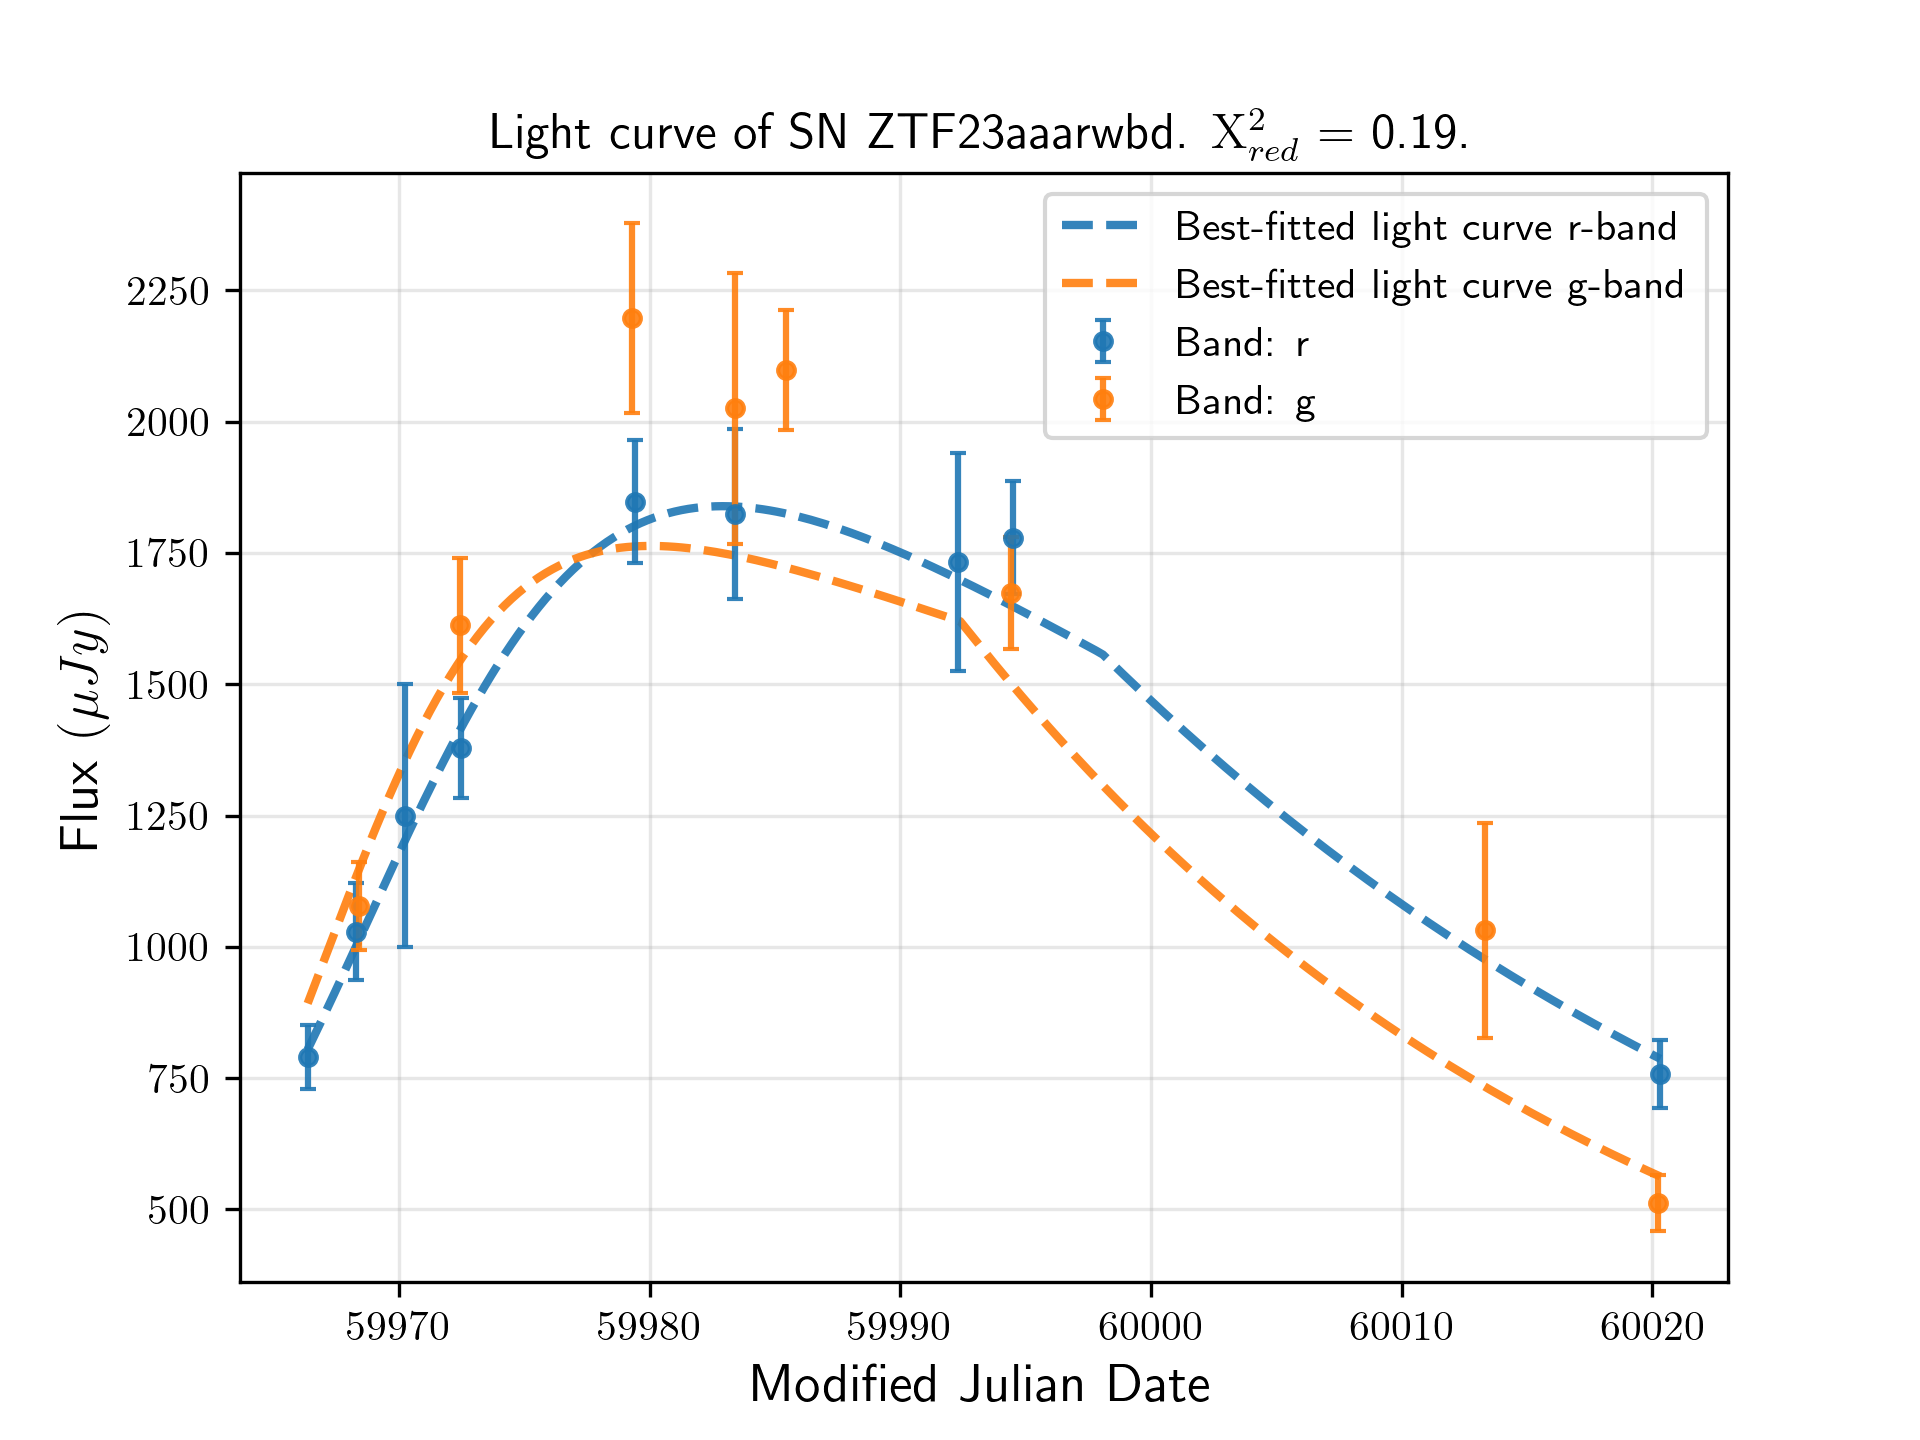 Light curve of SN ZTF23aaarwbd. X²_red = 0.19.
Best-fitted light curve r-band
Best-fitted light curve g-band
Band: r
Band: g
Flux (μJy)
2250
2000
1750
1500
1250
1000
750
500
59970 59980 59990 60000 60010 60020
Modified Julian Date